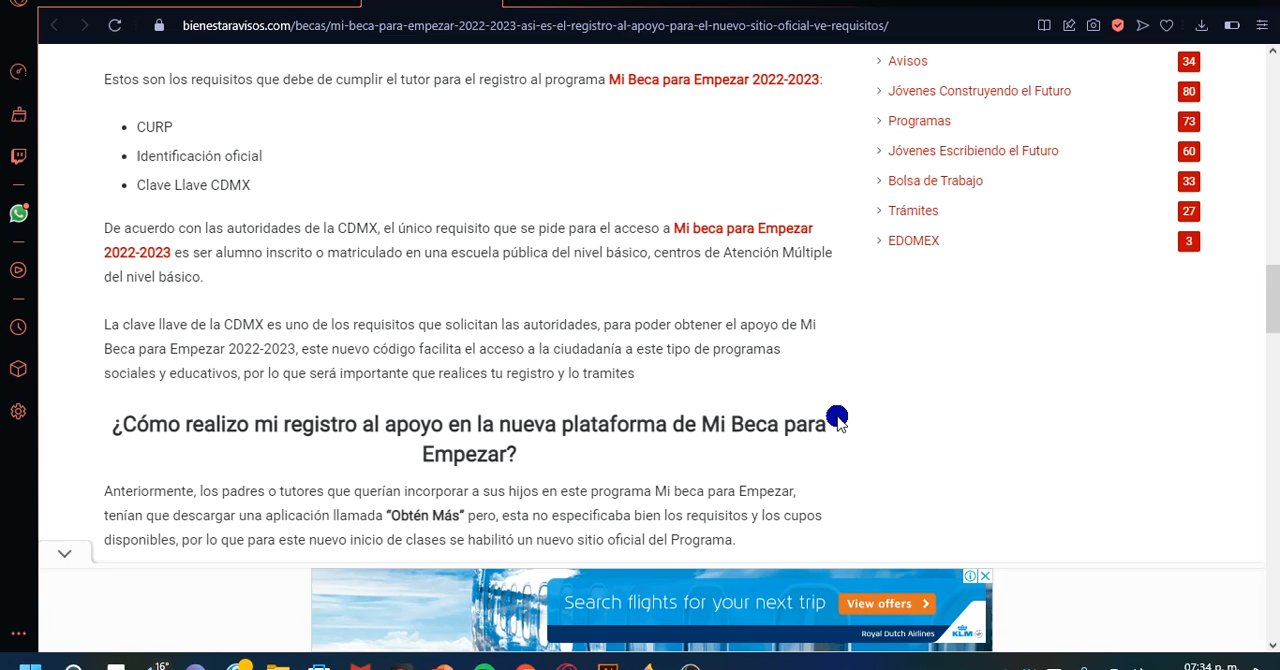 bienestaravisos.com/becas/mi-beca-para-empezar-2022-2023-asi-es-el-registro-al-apoyo-para-el-nuevo-sitio-oficial-ve-requisitos/
Estos son los requisitos que debe de cumplir el tutor para el registro al programa Mi Beca para Empezar 2022-2023:
CURP
Identificación oficial
Clave Llave CDMX
De acuerdo con las autoridades de la CDMX, el único requisito que se pide para el acceso a Mi beca para Empezar
2022-2023 es ser alumno inscrito o matriculado en una escuela pública del nivel básico, centros de Atención Múltiple
del nivel básico.
La clave llave de la CDMX es uno de los requisitos que solicitan las autoridades, para poder obtener el apoyo de Mi
Beca para Empezar 2022-2023, este nuevo código facilita el acceso a la ciudadanía a este tipo de programas
sociales y educativos, por lo que será importante que realices tu registro y lo tramites
¿Cómo realizo mi registro al apoyo en la nueva plataforma de Mi Beca para
Empezar?
Anteriormente, los padres o tutores que querían incorporar a sus hijos en este programa Mi beca para Empezar,
tenían que descargar una aplicación llamada “Obtén Más” pero, esta no especificaba bien los requisitos y los cupos
disponibles, por lo que para este nuevo inicio de clases se habilitó un nuevo sitio oficial del Programa.
Avisos 34
Jóvenes Construyendo el Futuro 80
Programas 73
Jóvenes Escribiendo el Futuro 60
Bolsa de Trabajo 33
Trámites 27
EDOMEX 3
Search flights for your next trip
View offers
Royal Dutch Airlines
KLM
16°
07:34 p. m.